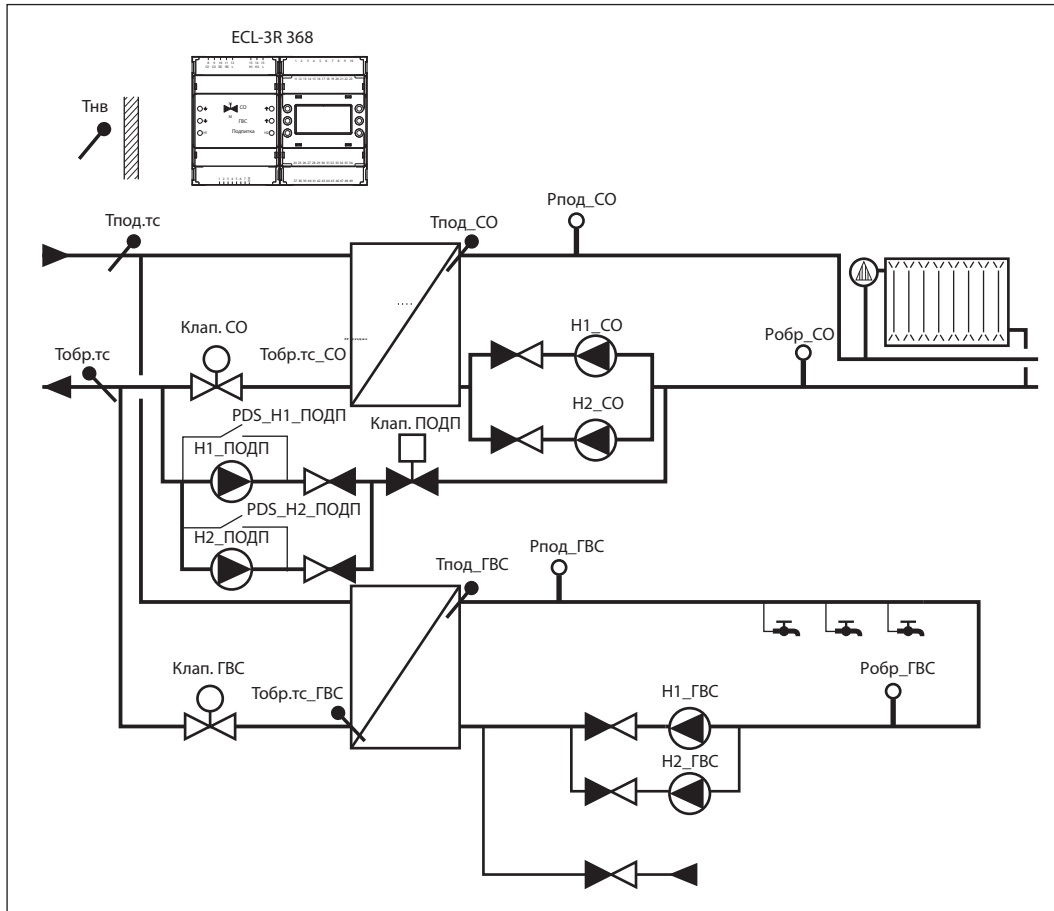 ECL-3R 368
Тнв
СО
ГВС
Подпитка
Тпод.тс
Тпод_СО
Рпод_СО
Клап. СО
Н1_СО
Тобр.тс
Тобр.тс_СО
Робр_СО
Н2_СО
PDS_Н1_ПОДП
Клап. ПОДП
Н1_ПОДП
PDS_Н2_ПОДП
Н2_ПОДП
Рпод_ГВС
Тпод_ГВС
Клап. ГВС
Робр_ГВС
Тобр.тс_ГВС
Н1_ГВС
Н2_ГВС